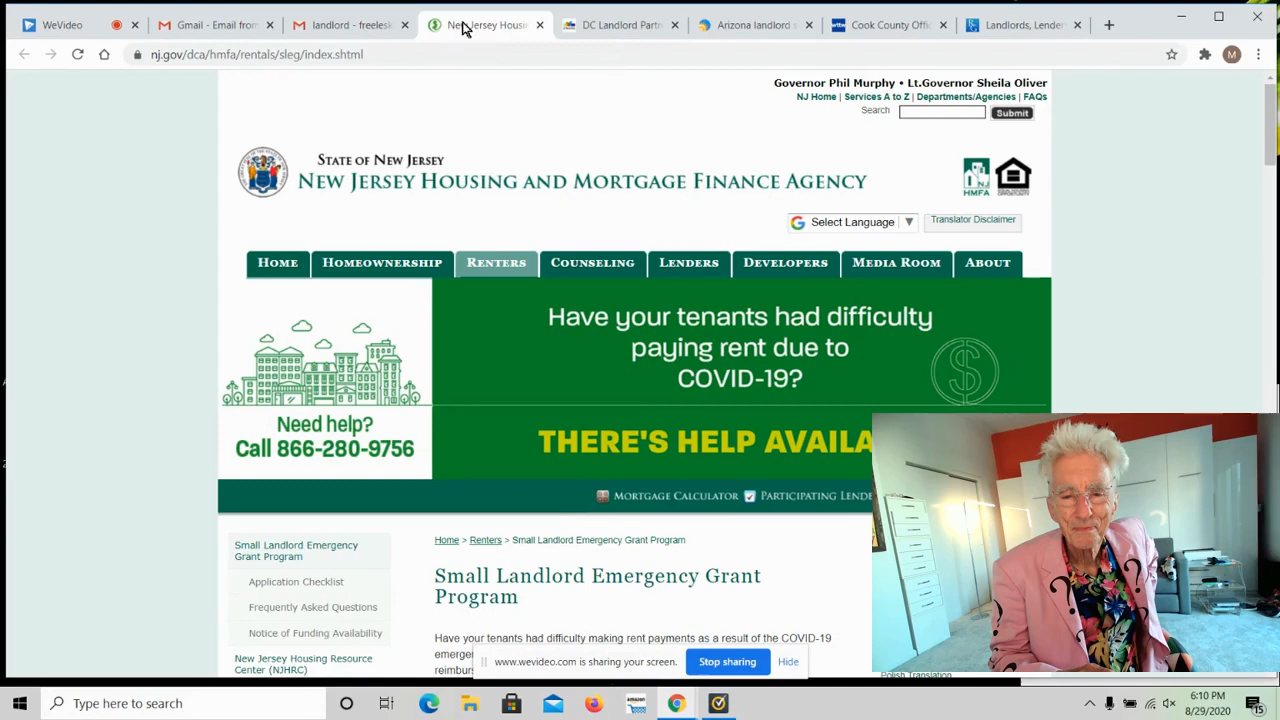 WeVideo
Gmail - Email from
landlord - freelesk
New Jersey Housin
DC Landlord Partn
Arizona landlord s
Cook County Offi
Landlords, Lender
nj.gov/dca/hmfa/rentals/sleg/index.shtml
M
Governor Phil Murphy • Lt.Governor Sheila Oliver
NJ Home | Services A to Z | Departments/Agencies | FAQs
Search
Submit
STATE OF NEW JERSEY
NEW JERSEY HOUSING AND MORTGAGE FINANCE AGENCY
HMFA
Select Language ▼
Translator Disclaimer
HOME
HOMEOWNERSHIP
RENTERS
COUNSELING
LENDERS
DEVELOPERS
MEDIA ROOM
ABOUT
Have your tenants had difficulty
paying rent due to
COVID-19?
Need help?
Call 866-280-9756
THERE'S HELP AVAILA
MORTGAGE CALCULATOR
PARTICIPATING LENDE
Small Landlord Emergency
Grant Program
Application Checklist
Frequently Asked Questions
Notice of Funding Availability
New Jersey Housing Resource
Center (NJHRC)
Home > Renters > Small Landlord Emergency Grant Program
Small Landlord Emergency Grant
Program
Have your tenants had difficulty making rent payments as a result of the COVID-19
emerge
reimburs
Polish Translation
www.wevideo.com is sharing your screen.
Stop sharing
Hide
Type here to search
6:10 PM
8/29/2020
15